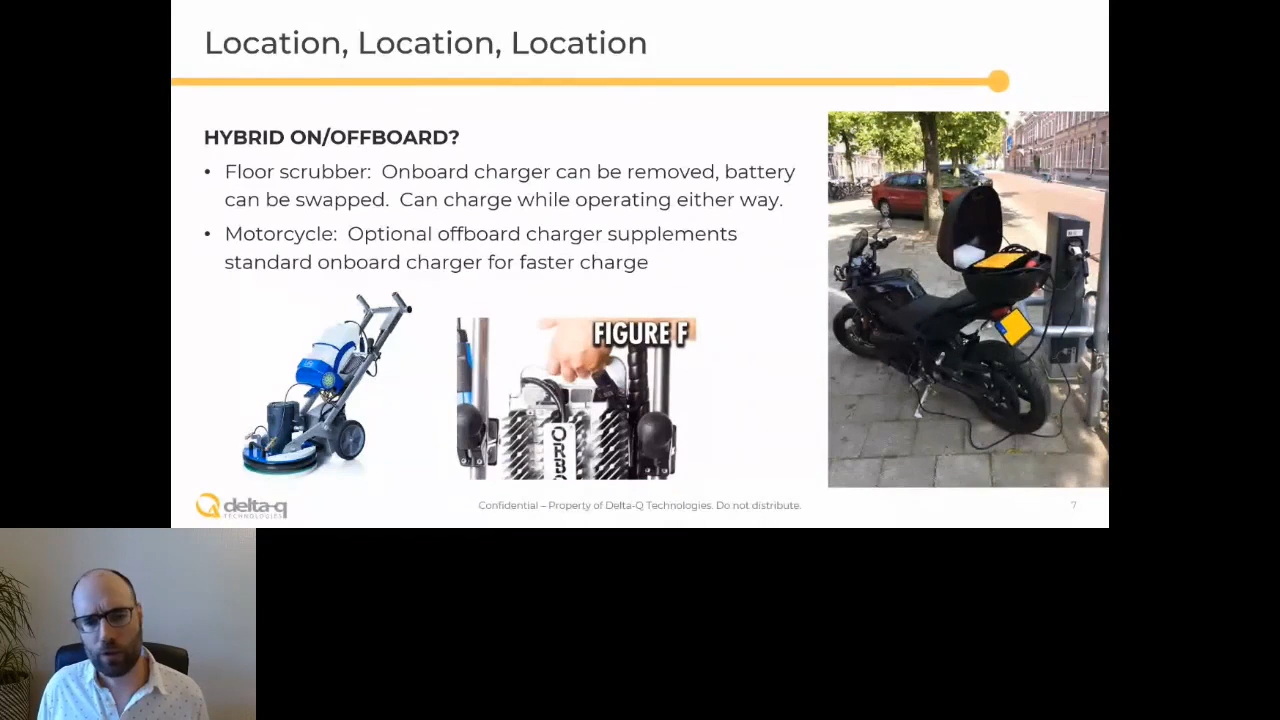 Location, Location, Location
HYBRID ON/OFFBOARD?
• Floor scrubber: Onboard charger can be removed, battery
can be swapped. Can charge while operating either way.
• Motorcycle: Optional offboard charger supplements
standard onboard charger for faster charge
FIGURE F
ORB
delta-q
TECHNOLOGIES
Confidential – Property of Delta-Q Technologies. Do not distribute.
7